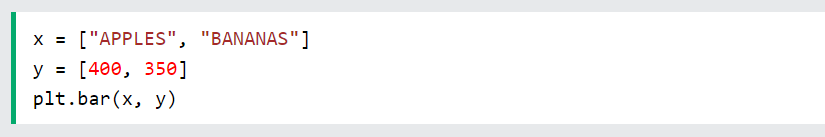 x = ["APPLES", "BANANAS"]
y = [400, 350]
plt.bar(x, y)